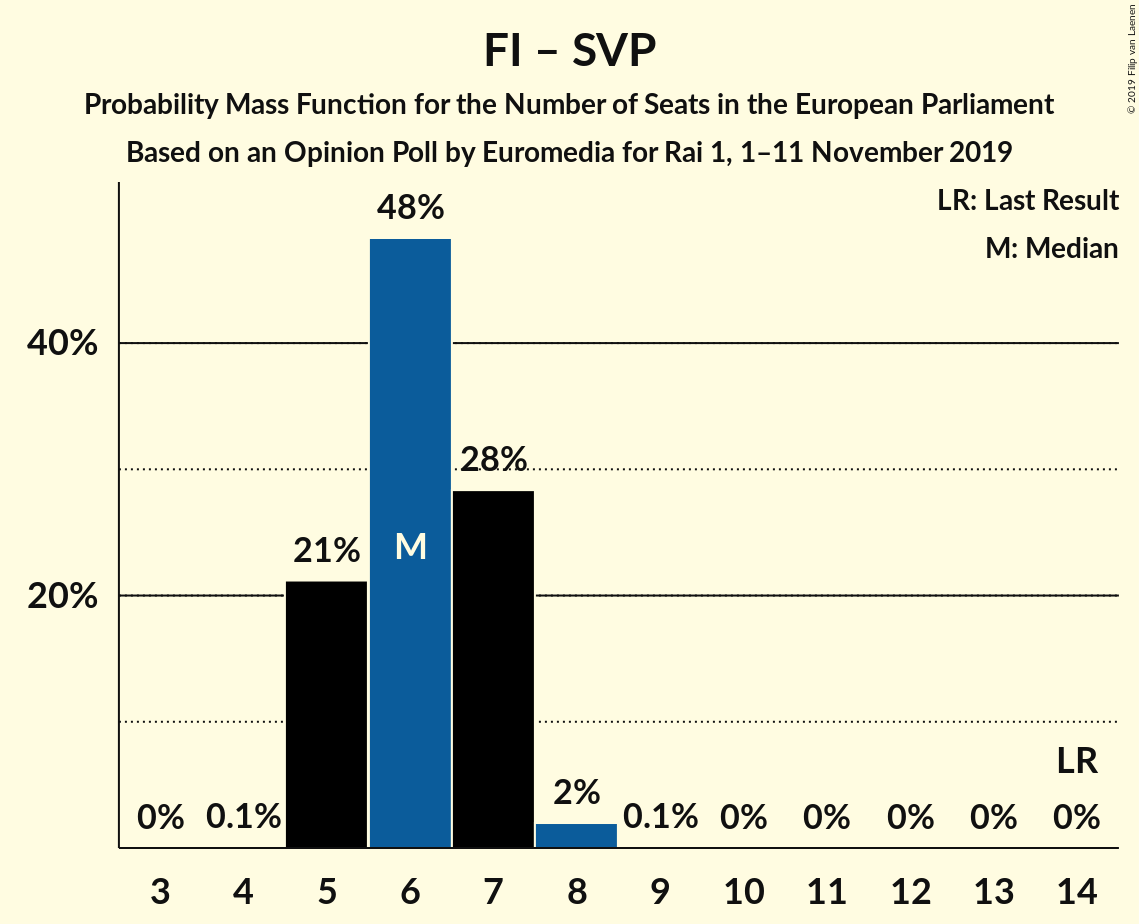 FI – SVP
Probability Mass Function for the Number of Seats in the European Parliament
Based on an Opinion Poll by Euromedia for Rai 1, 1–11 November 2019
© 2019 Filip van Laenen
LR: Last Result
M: Median
48%
40%
28%
21%
M
20%
LR
2%
0% 0.1% 0.1% 0% 0% 0% 0% 0%
3 4 5 6 7 8 9 10 11 12 13 14